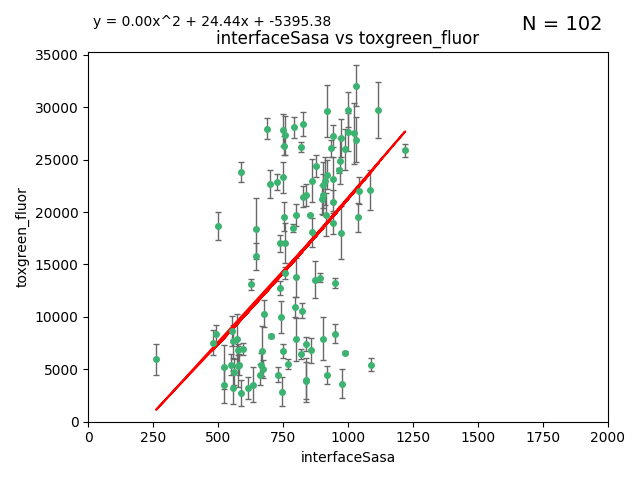 y = 0.00x^2 + 24.44x + -5395.38
N = 102
interfaceSasa vs toxgreen_fluor
35000
30000
25000
20000
15000
10000
5000
0
toxgreen_fluor
0 250 500 750 1000 1250 1500 1750 2000
interfaceSasa